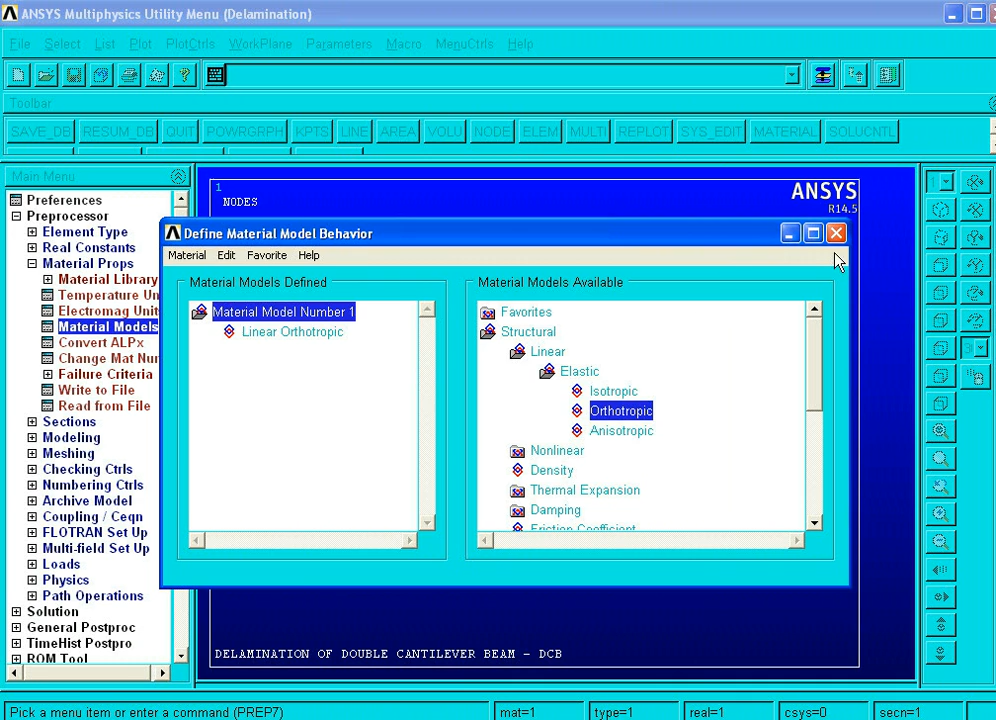 ANSYS Multiphysics Utility Menu (Delamination)
File Select List Plot PlotCtrls WorkPlane Parameters Macro MenuCtrls Help
Toolbar
SAVE_DB RESUM_DB QUIT POWRGRPH KPTS LINE AREA VOLU NODE ELEM MULTI REPLOT SYS_EDIT MATERIAL SOLUCNTL
Main Menu
Preferences
Preprocessor
Element Type
Real Constants
Material Props
Material Library
Temperature Un
Electromag Unit
Material Models
Convert ALPx
Change Mat Num
Failure Criteria
Write to File
Read from File
Sections
Modeling
Meshing
Checking Ctrls
Numbering Ctrls
Archive Model
Coupling / Ceqn
FLOTRAN Set Up
Multi-field Set Up
Loads
Physics
Path Operations
Solution
General Postproc
TimeHist Postpro
ROM Tool
1
NODES
ANSYS
R14.5
Define Material Model Behavior
Material Edit Favorite Help
Material Models Defined
Material Model Number 1
Linear Orthotropic
Material Models Available
Favorites
Structural
Linear
Elastic
Isotropic
Orthotropic
Anisotropic
Nonlinear
Density
Thermal Expansion
Damping
Friction Coefficient
DELAMINATION OF DOUBLE CANTILEVER BEAM - DCB
Pick a menu item or enter a command (PREP7)
mat=1
type=1
real=1
csys=0
secn=1